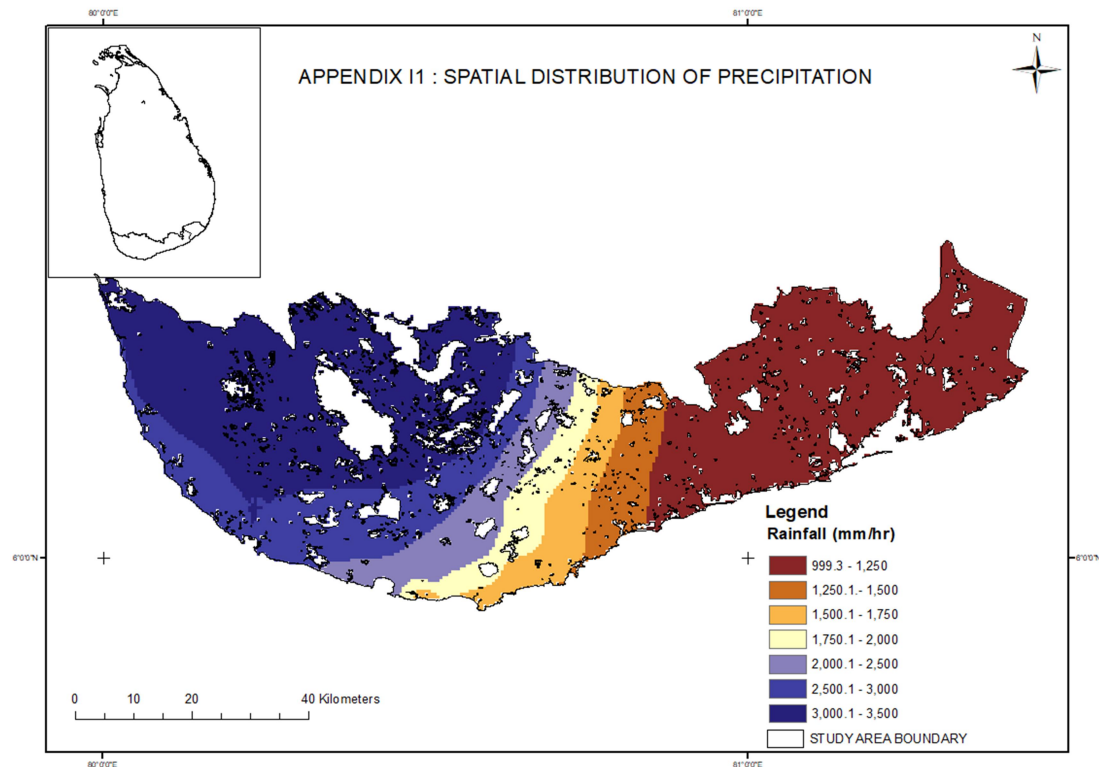 80°0'0"E
81°0'0"E
N
APPENDIX I1 : SPATIAL DISTRIBUTION OF PRECIPITATION
6°0'0"N
6°0'0"N
Legend
Rainfall (mm/hr)
999.3 - 1,250
1,250.1 - 1,500
1,500.1 - 1,750
1,750.1 - 2,000
2,000.1 - 2,500
2,500.1 - 3,000
3,000.1 - 3,500
STUDY AREA BOUNDARY
0 10 20 40 Kilometers
80°0'0"E
81°0'0"E